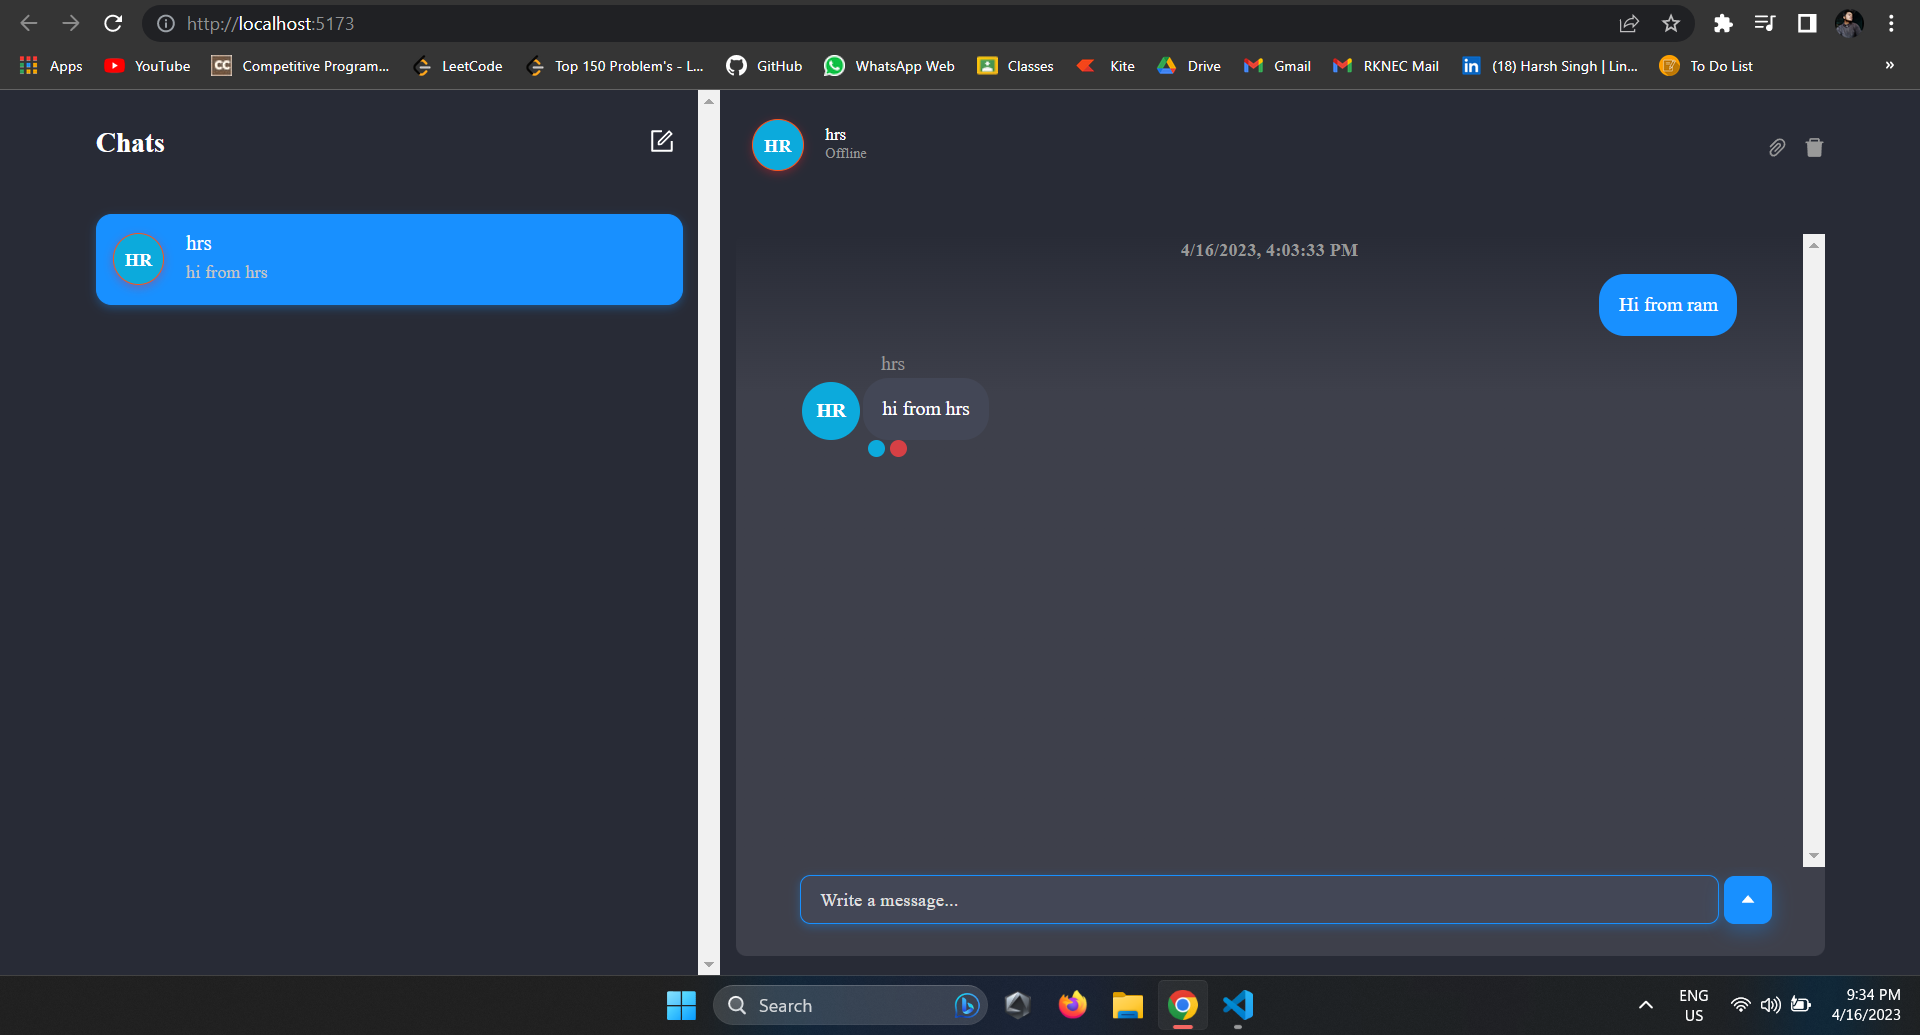 http://localhost:5173
Apps
YouTube
CC
Competitive Program...
LeetCode
Top 150 Problem's - L...
GitHub
WhatsApp Web
Classes
Kite
Drive
Gmail
RKNEC Mail
in
(18) Harsh Singh | Lin...
To Do List
»
Chats
HR
hrs
hi from hrs
HR
hrs
Offline
4/16/2023, 4:03:33 PM
Hi from ram
hrs
HR
hi from hrs
Write a message...
Search
ENG
US
9:34 PM
4/16/2023